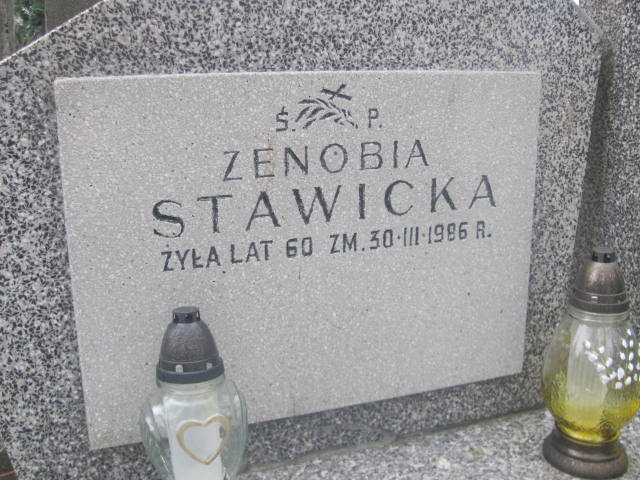 Ś. P.
ZENOBIA
STAWICKA
ŻYŁA LAT 60 ZM. 30·III·1986 R.